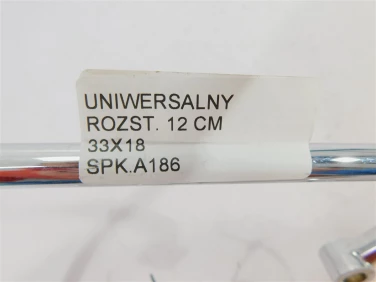 UNIWERSALNY
ROZST. 12 CM
33X18
SPK.A186